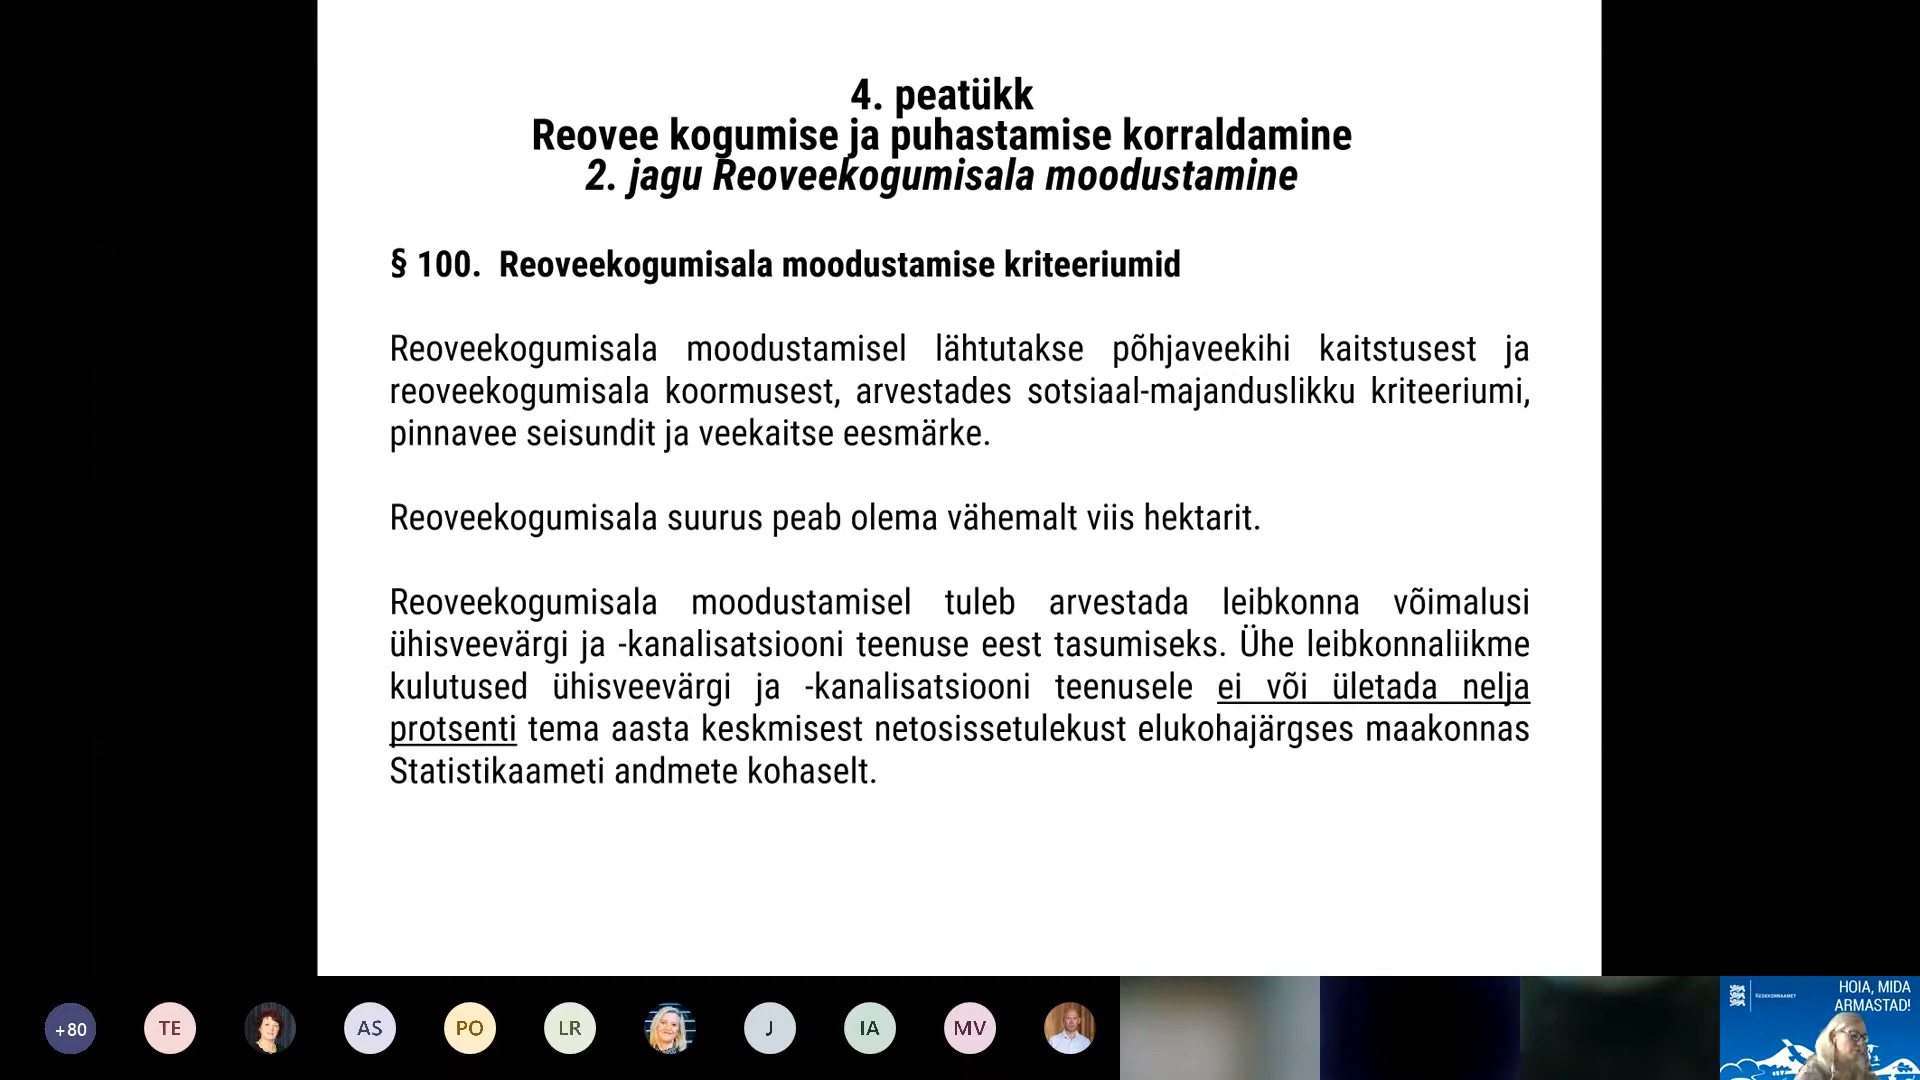 4. peatükk
Reovee kogumise ja puhastamise korraldamine
2. jagu Reoveekogumisala moodustamine
§ 100. Reoveekogumisala moodustamise kriteeriumid
Reoveekogumisala moodustamisel lähtutakse põhjaveekihi kaitstusest ja
reoveekogumisala koormusest, arvestades sotsiaal-majanduslikku kriteeriumi,
pinnavee seisundit ja veekaitse eesmärke.
Reoveekogumisala suurus peab olema vähemalt viis hektarit.
Reoveekogumisala moodustamisel tuleb arvestada leibkonna võimalusi
ühisveevärgi ja -kanalisatsiooni teenuse eest tasumiseks. Ühe leibkonnaliikme
kulutused ühisveevärgi ja -kanalisatsiooni teenusele ei või ületada nelja
protsenti tema aasta keskmisest netosissetulekust elukohajärgses maakonnas
Statistikaameti andmete kohaselt.
+80
TE
AS
PO
LR
J
IA
MV
KESKKONNAAMET
HOIA, MIDA
ARMASTAD!